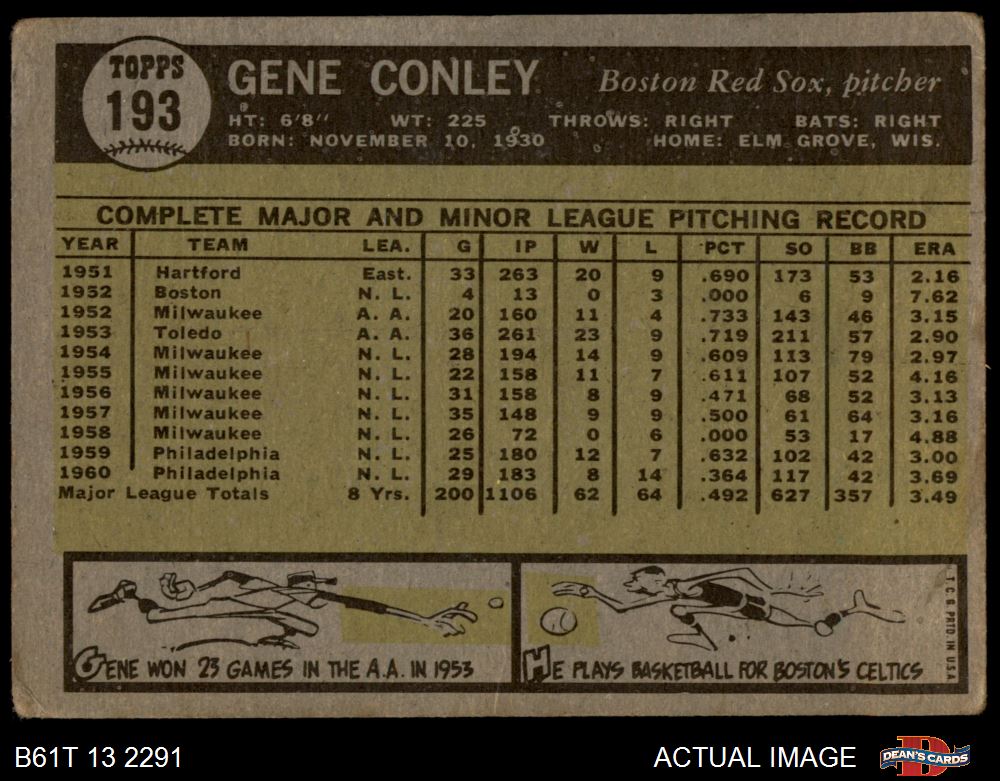 TOPPS
193
GENE CONLEY Boston Red Sox, pitcher
HT: 6'8" WT: 225 THROWS: RIGHT BATS: RIGHT
BORN: NOVEMBER 10, 1930 HOME: ELM GROVE, WIS.
COMPLETE MAJOR AND MINOR LEAGUE PITCHING RECORD
YEAR TEAM LEA. G IP W L PCT SO BB ERA
1951 Hartford East. 33 263 20 9 .690 173 53 2.16
1952 Boston N. L. 4 13 0 3 .000 6 9 7.62
1952 Milwaukee A. A. 20 160 11 4 .733 143 46 3.15
1953 Toledo A. A. 36 261 23 9 .719 211 57 2.90
1954 Milwaukee N. L. 28 194 14 9 .609 113 79 2.97
1955 Milwaukee N. L. 22 158 11 7 .611 107 52 4.16
1956 Milwaukee N. L. 31 158 8 9 .471 68 52 3.13
1957 Milwaukee N. L. 35 148 9 9 .500 61 64 3.16
1958 Milwaukee N. L. 26 72 0 6 .000 53 17 4.88
1959 Philadelphia N. L. 25 180 12 7 .632 102 42 3.00
1960 Philadelphia N. L. 29 183 8 14 .364 117 42 3.69
Major League Totals 8 Yrs. 200 1106 62 64 .492 627 357 3.49
GENE WON 23 GAMES IN THE A.A. IN 1953
HE PLAYS BASKETBALL FOR BOSTON'S CELTICS
T.C.G. PRTD. IN U.S.A.
B61T 13 2291 ACTUAL IMAGE
DEAN'S CARDS